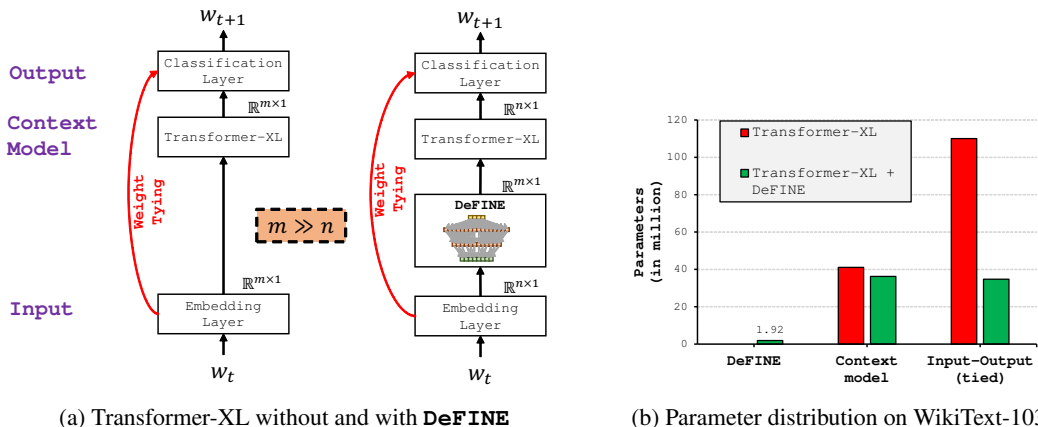 w_{t+1}
Classification
Layer
ℝ^{m×1}
Transformer-XL
Weight
Tying
ℝ^{m×1}
Embedding
Layer
w_t
Output
Context
Model
Input
m ≫ n
w_{t+1}
Classification
Layer
ℝ^{n×1}
Transformer-XL
ℝ^{m×1}
DeFINE
Weight
Tying
ℝ^{n×1}
Embedding
Layer
w_t
(a) Transformer-XL without and with DeFINE
Parameters
(in million)
120
100
80
60
40
20
0
Transformer-XL
Transformer-XL +
DeFINE
1.92
DeFINE
Context
model
Input-Output
(tied)
(b) Parameter distribution on WikiText-103